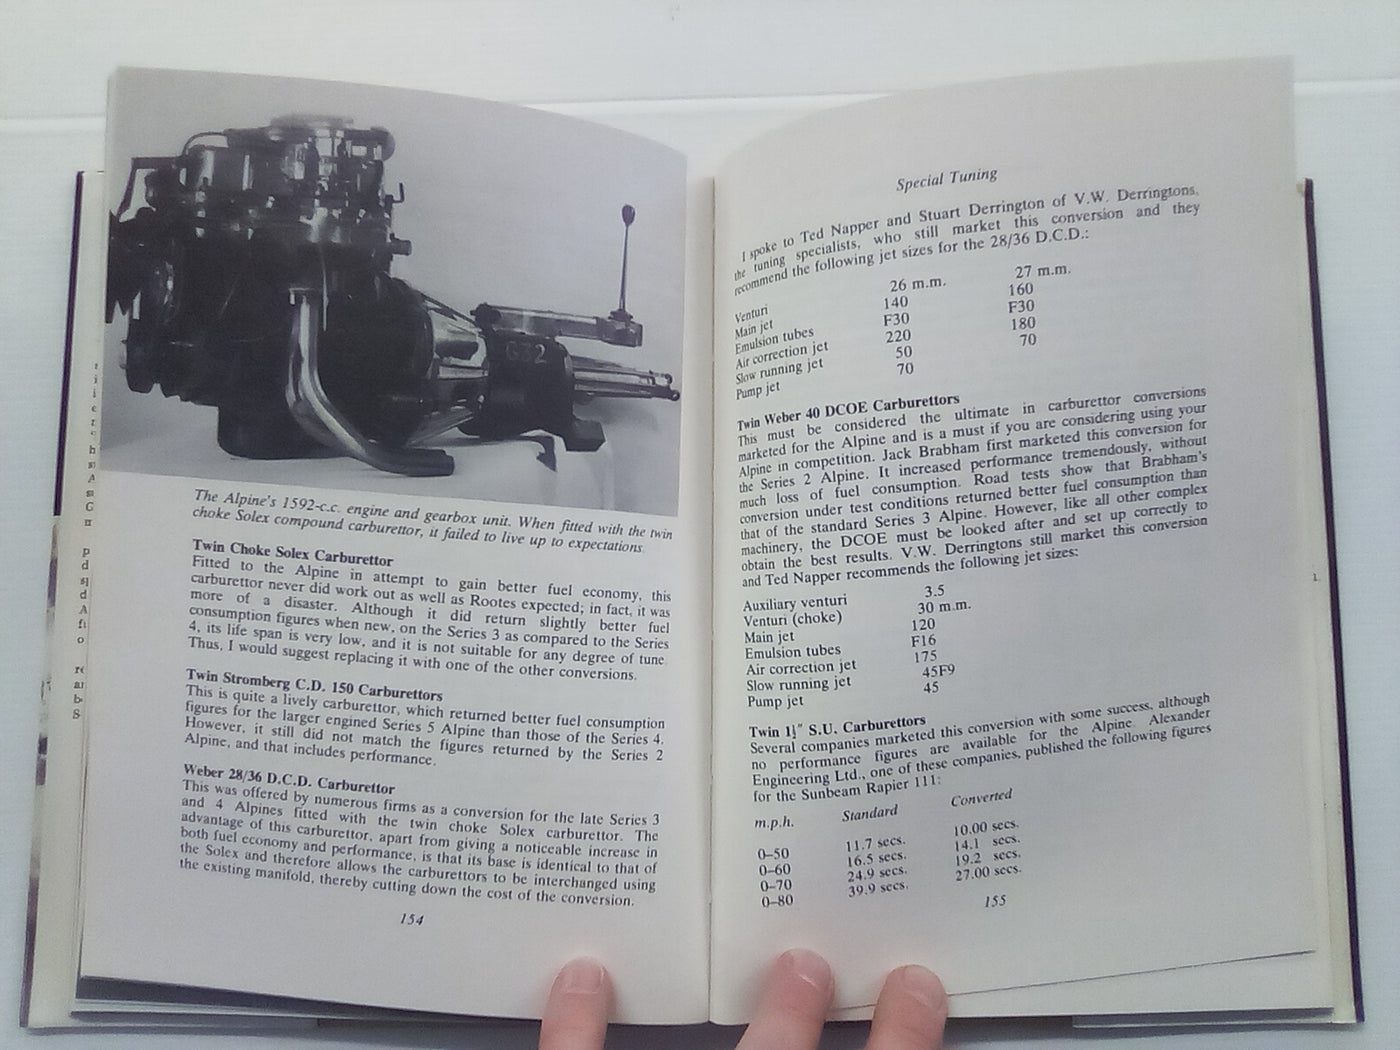 G32
The Alpine's 1592-c.c. engine and gearbox unit. When fitted with the twin
choke Solex compound carburettor, it failed to live up to expectations.
Twin Choke Solex Carburettor
Fitted to the Alpine in attempt to gain better fuel economy, this
carburettor never did work out as well as Rootes expected; in fact, it was
more of a disaster. Although it did return slightly better fuel
consumption figures when new, on the Series 3 as compared to the Series
4, its life span is very low, and it is not suitable for any degree of tune.
Thus, I would suggest replacing it with one of the other conversions.
Twin Stromberg C.D. 150 Carburettors
This is quite a lively carburettor, which returned better fuel consumption
figures for the larger engined Series 5 Alpine than those of the Series 4.
However, it still did not match the figures returned by the Series 2
Alpine, and that includes performance.
Weber 28/36 D.C.D. Carburettor
This was offered by numerous firms as a conversion for the late Series 3
and 4 Alpines fitted with the twin choke Solex carburettor. The
advantage of this carburettor, apart from giving a noticeable increase in
both fuel economy and performance, is that its base is identical to that of
the Solex and therefore allows the carburettors to be interchanged using
the existing manifold, thereby cutting down the cost of the conversion.
154
Special Tuning
I spoke to Ted Napper and Stuart Derrington of V.W. Derringtons,
the tuning specialists, who still market this conversion and they
recommend the following jet sizes for the 28/36 D.C.D.:
Venturi 26 m.m. 27 m.m.
Main jet 140 160
Emulsion tubes F30 F30
Air correction jet 220 180
Slow running jet 50 70
Pump jet 70
Twin Weber 40 DCOE Carburettors
This must be considered the ultimate in carburettor conversions
marketed for the Alpine and is a must if you are considering using your
Alpine in competition. Jack Brabham first marketed this conversion for
the Series 2 Alpine. It increased performance tremendously, without
much loss of fuel consumption. Road tests show that Brabham's
conversion under test conditions returned better fuel consumption than
that of the standard Series 3 Alpine. However, like all other complex
machinery, the DCOE must be looked after and set up correctly to
obtain the best results. V.W. Derringtons still market this conversion
and Ted Napper recommends the following jet sizes:
Auxiliary venturi 3.5
Venturi (choke) 30 m.m.
Main jet 120
Emulsion tubes F16
Air correction jet 175
Slow running jet 45F9
Pump jet 45
Twin 1½" S.U. Carburettors
Several companies marketed this conversion with some success, although
no performance figures are available for the Alpine. Alexander
Engineering Ltd., one of these companies, published the following figures
for the Sunbeam Rapier 111:
m.p.h. Standard Converted
0–50 11.7 secs. 10.00 secs.
0–60 16.5 secs. 14.1 secs.
0–70 24.9 secs. 19.2 secs.
0–80 39.9 secs. 27.00 secs.
155